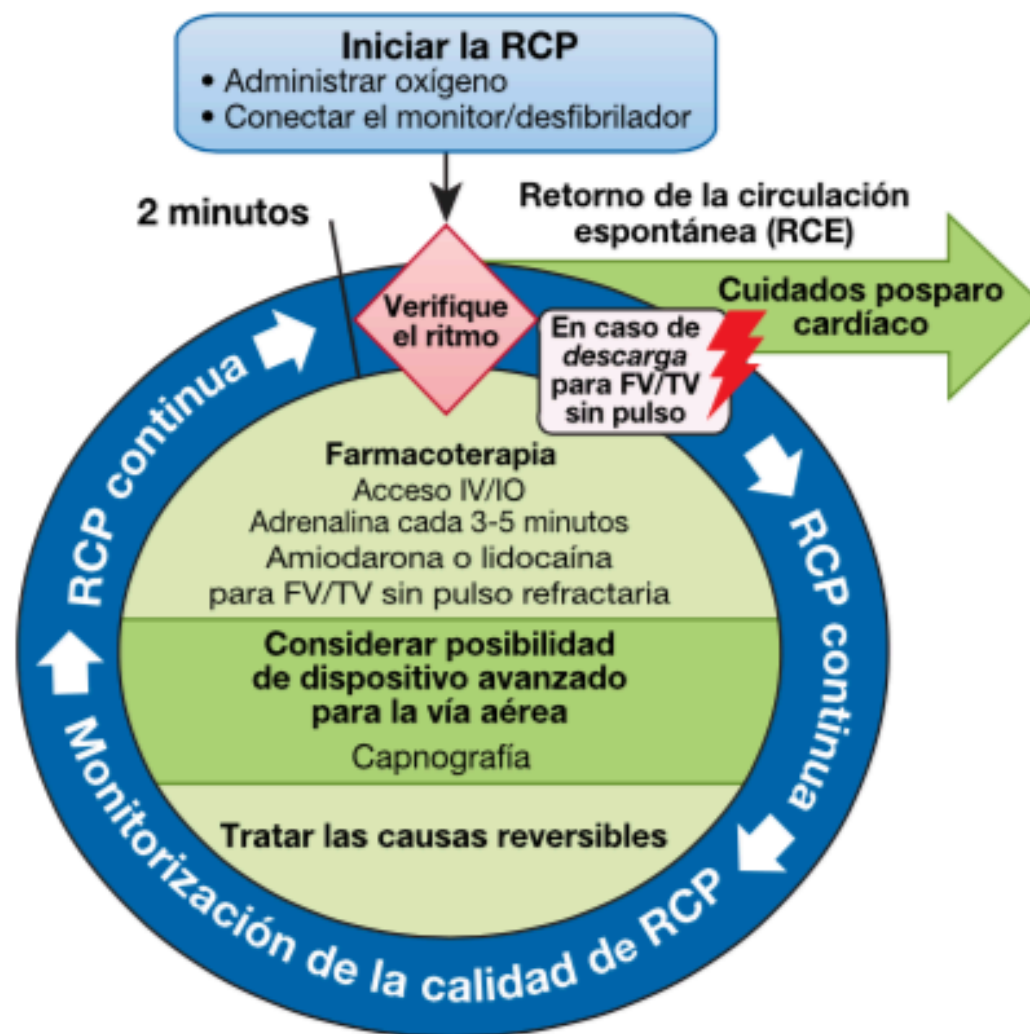 Iniciar la RCP
• Administrar oxígeno
• Conectar el monitor/desfibrilador
2 minutos
Retorno de la circulación
espontánea (RCE)
Cuidados posparo
cardíaco
Verifique
el ritmo
En caso de
descarga
para FV/TV
sin pulso
Farmacoterapia
Acceso IV/IO
Adrenalina cada 3-5 minutos
Amiodarona o lidocaína
para FV/TV sin pulso refractaria
Considerar posibilidad
de dispositivo avanzado
para la vía aérea
Capnografía
Tratar las causas reversibles
RCP continua
RCP continua
Monitorización de la calidad de RCP